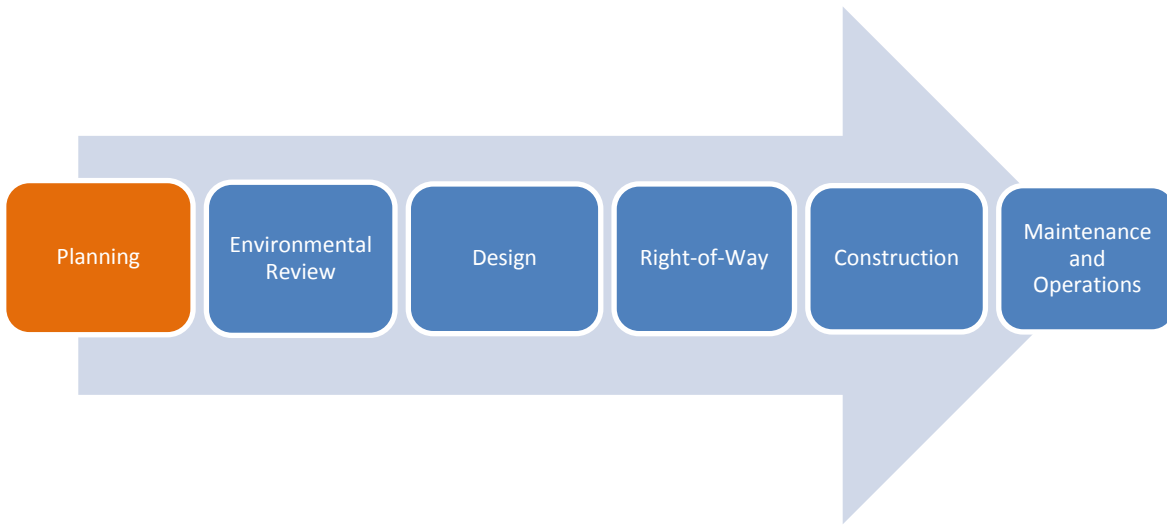 Planning
Environmental
Review
Design
Right-of-Way
Construction
Maintenance
and
Operations